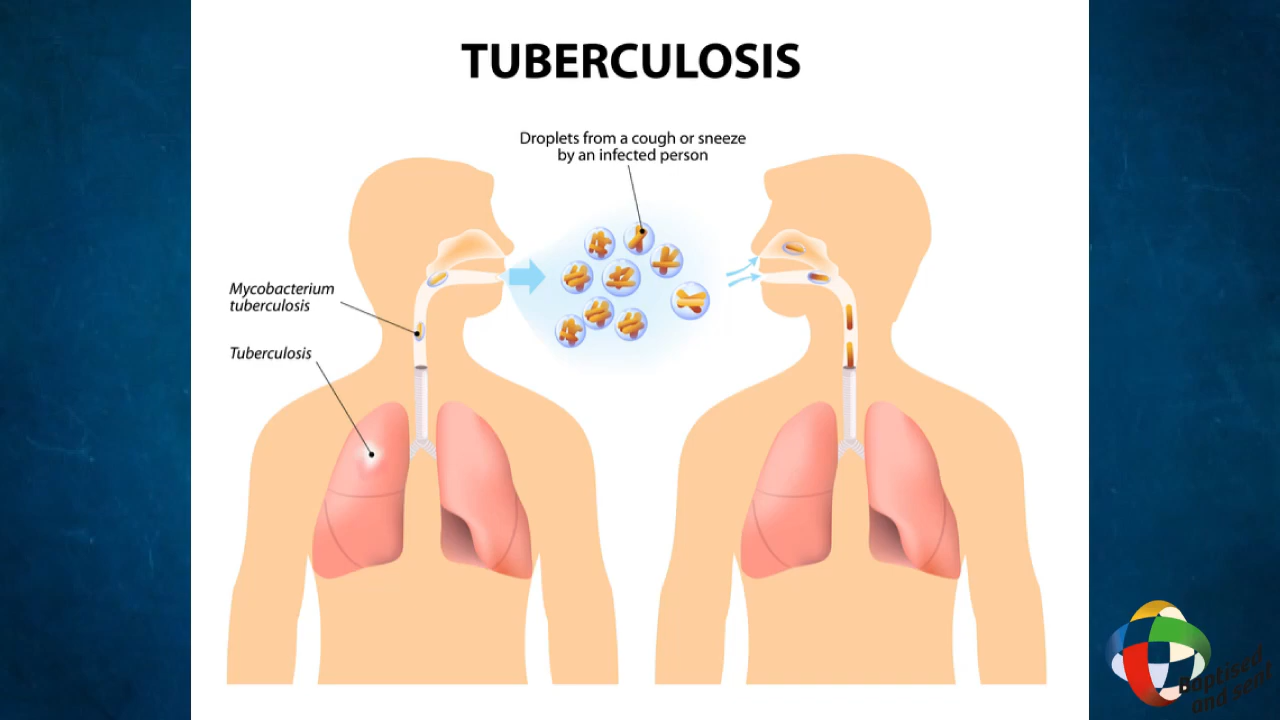 TUBERCULOSIS
Droplets from a cough or sneeze
by an infected person
Mycobacterium
tuberculosis
Tuberculosis
Baptised
and sent